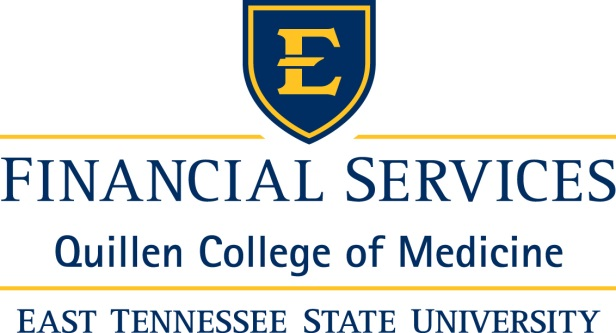 E
FINANCIAL SERVICES
Quillen College of Medicine
EAST TENNESSEE STATE UNIVERSITY